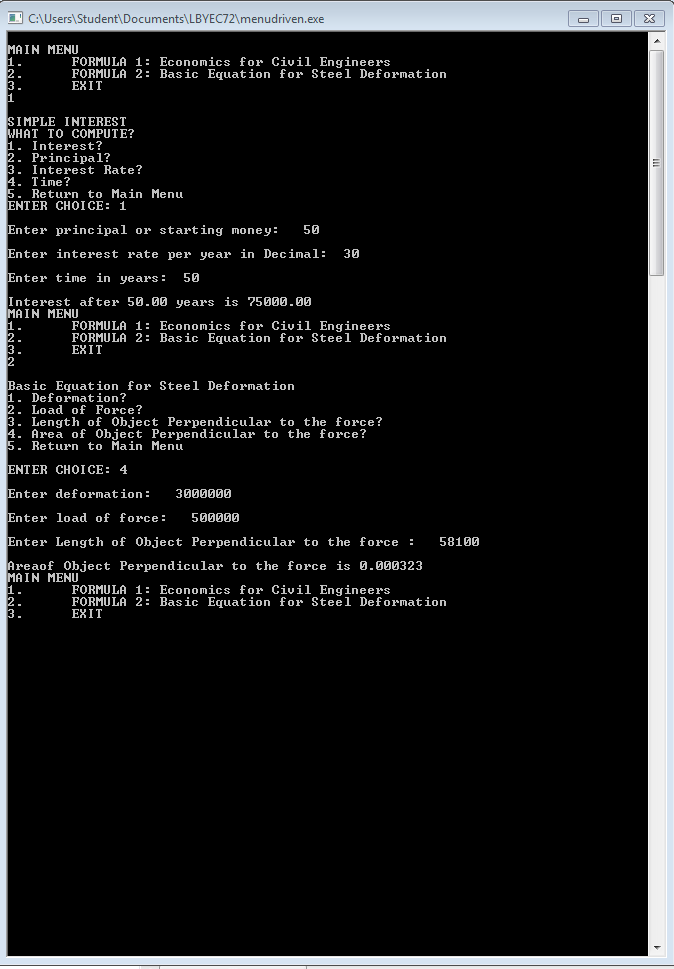 C:\Users\Student\Documents\LBYEC72\menudriven.exe
MAIN MENU
1.      FORMULA 1: Economics for Civil Engineers
2.      FORMULA 2: Basic Equation for Steel Deformation
3.      EXIT
1
SIMPLE INTEREST
WHAT TO COMPUTE?
1. Interest?
2. Principal?
3. Interest Rate?
4. Time?
5. Return to Main Menu
ENTER CHOICE: 1
Enter principal or starting money:   50
Enter interest rate per year in Decimal:  30
Enter time in years:  50
Interest after 50.00 years is 75000.00
MAIN MENU
1.      FORMULA 1: Economics for Civil Engineers
2.      FORMULA 2: Basic Equation for Steel Deformation
3.      EXIT
2
Basic Equation for Steel Deformation
1. Deformation?
2. Load of Force?
3. Length of Object Perpendicular to the force?
4. Area of Object Perpendicular to the force?
5. Return to Main Menu
ENTER CHOICE: 4
Enter deformation:   3000000
Enter load of force:   500000
Enter Length of Object Perpendicular to the force :   58100
Areaof Object Perpendicular to the force is 0.000323
MAIN MENU
1.      FORMULA 1: Economics for Civil Engineers
2.      FORMULA 2: Basic Equation for Steel Deformation
3.      EXIT